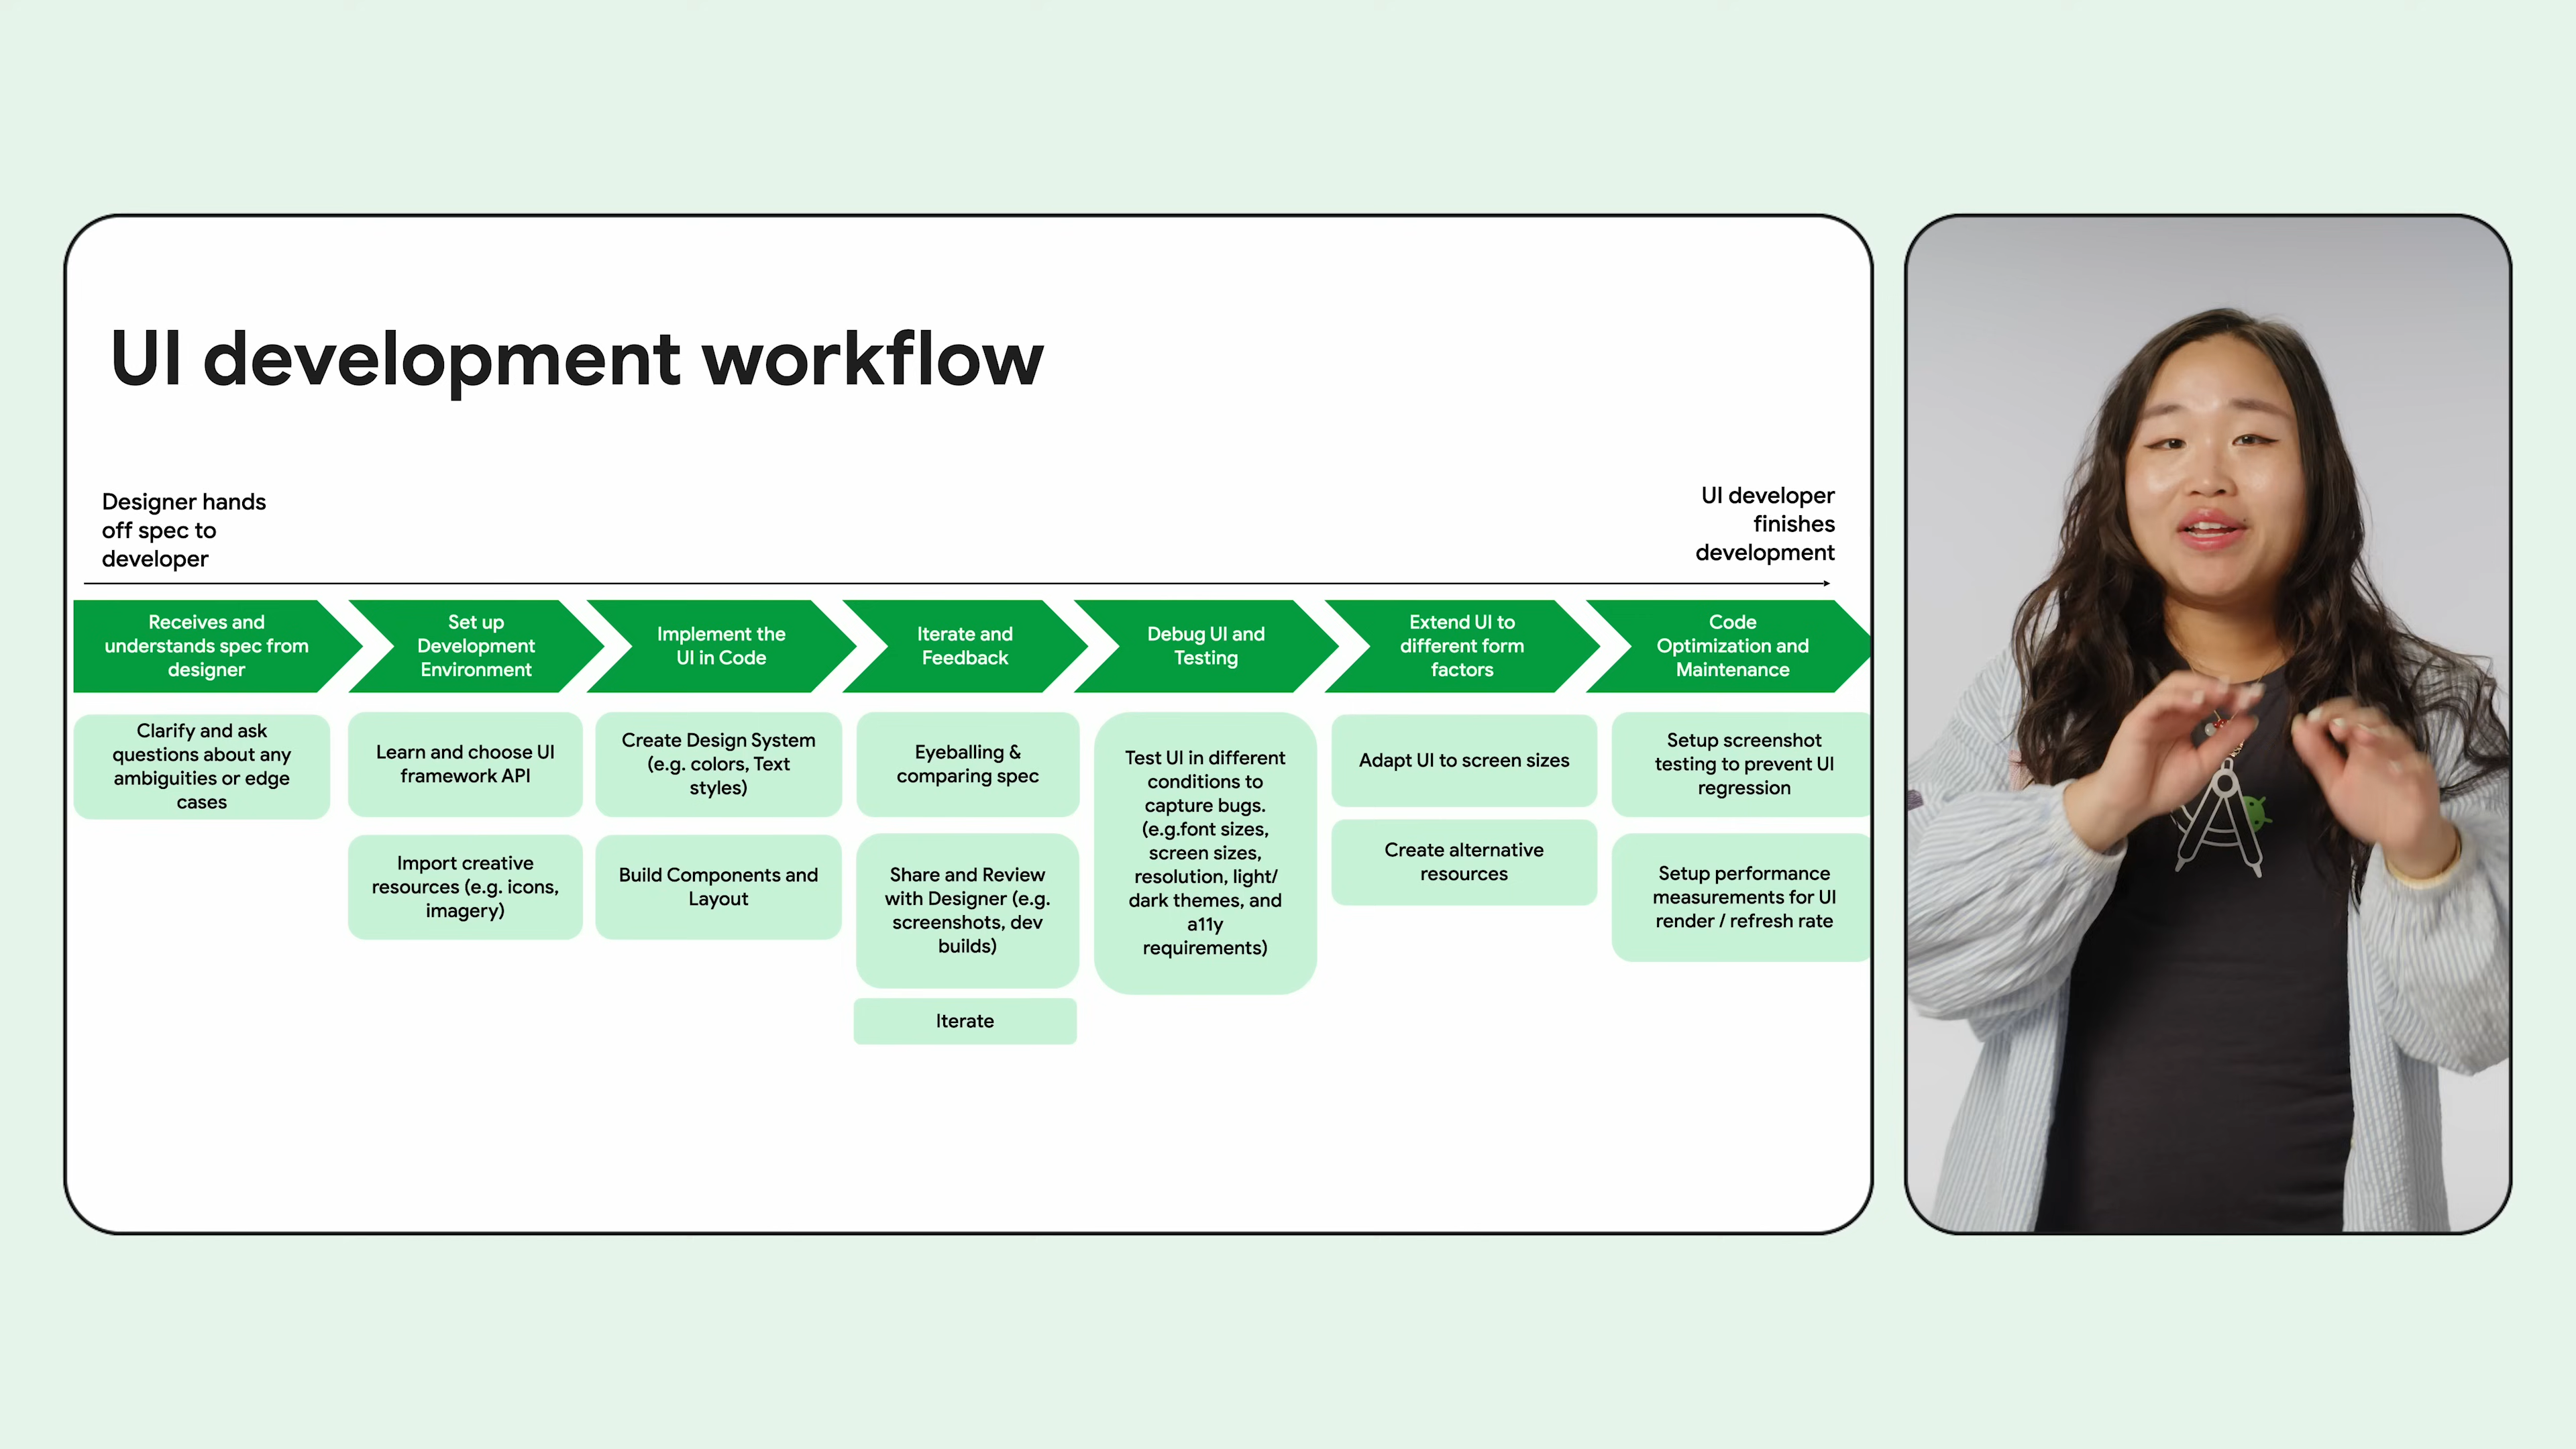 UI development workflow
Designer hands
off spec to
developer
UI developer
finishes
development
Receives and
understands spec from
designer
Set up
Development
Environment
Implement the
UI in Code
Iterate and
Feedback
Debug UI and
Testing
Extend UI to
different form
factors
Code
Optimization and
Maintenance
Clarify and ask
questions about any
ambiguities or edge
cases
Learn and choose UI
framework API
Import creative
resources (e.g. icons,
imagery)
Create Design System
(e.g. colors, Text
styles)
Build Components and
Layout
Eyeballing &
comparing spec
Share and Review
with Designer (e.g.
screenshots, dev
builds)
Iterate
Test UI in different
conditions to
capture bugs.
(e.g.font sizes,
screen sizes,
resolution, light/
dark themes, and
a11y
requirements)
Adapt UI to screen sizes
Create alternative
resources
Setup screenshot
testing to prevent UI
regression
Setup performance
measurements for UI
render / refresh rate